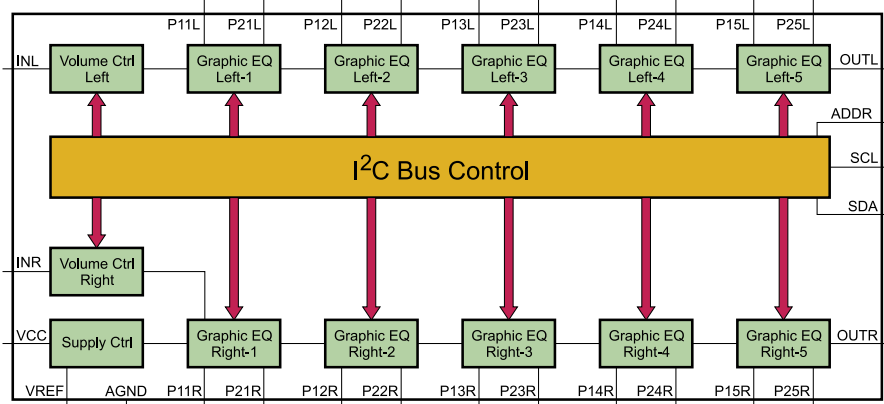 P11L P21L P12L P22L P13L P23L P14L P24L P15L P25L
INL Volume Ctrl Left Graphic EQ Left-1 Graphic EQ Left-2 Graphic EQ Left-3 Graphic EQ Left-4 Graphic EQ Left-5 OUTL
ADDR
I²C Bus Control
SCL
SDA
INR Volume Ctrl Right
VCC Supply Ctrl Graphic EQ Right-1 Graphic EQ Right-2 Graphic EQ Right-3 Graphic EQ Right-4 Graphic EQ Right-5 OUTR
VREF AGND P11R P21R P12R P22R P13R P23R P14R P24R P15R P25R